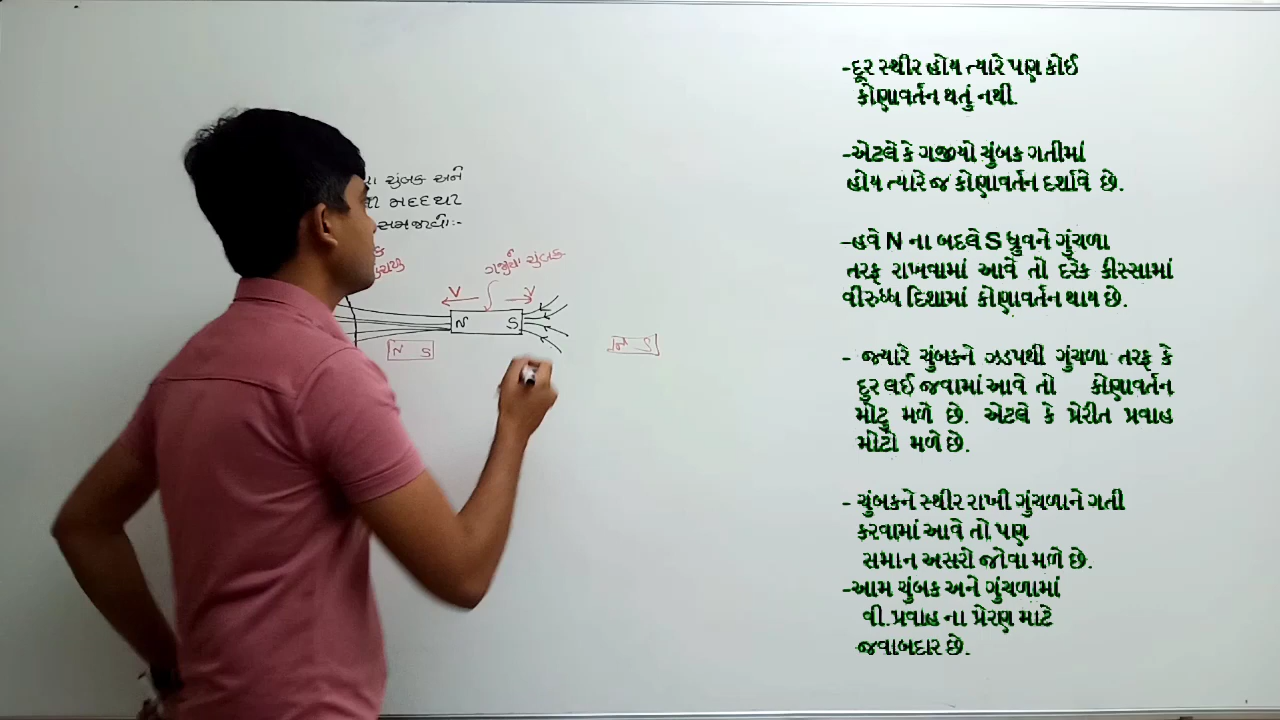 ચુંબક અને
મદદથી
સમજાવો:-
ગજીયો ચુંબક
V V
N S
N S
N S
-દૂર સ્થીર હોય ત્યારે પણ કોઈ
કોણાવર્તન થતું નથી.
-એટલે કે ગજીયો ચુંબક ગતીમાં
હોય ત્યારે જ કોણાવર્તન દર્શાવે છે.
-હવે N ના બદલે S ધ્રુવને ગુંચળા
તરફ રાખવામાં આવે તો દરેક કીસ્સામાં
વીરુધ્ધ દિશામાં કોણાવર્તન થાય છે.
- જ્યારે ચુંબકને ઝડપથી ગુંચળા તરફ કે
દુર લઈ જવામાં આવે તો કોણાવર્તન
મોટુ મળે છે. એટલે કે પ્રેરીત પ્રવાહ
મોટો મળે છે.
- ચુંબકને સ્થીર રાખી ગુંચળાને ગતી
કરવામાં આવે તો પણ
સમાન અસરો જોવા મળે છે.
-આમ ચુંબક અને ગુંચળામાં
વી.પ્રવાહ ના પ્રેરણ માટે
જવાબદાર છે.